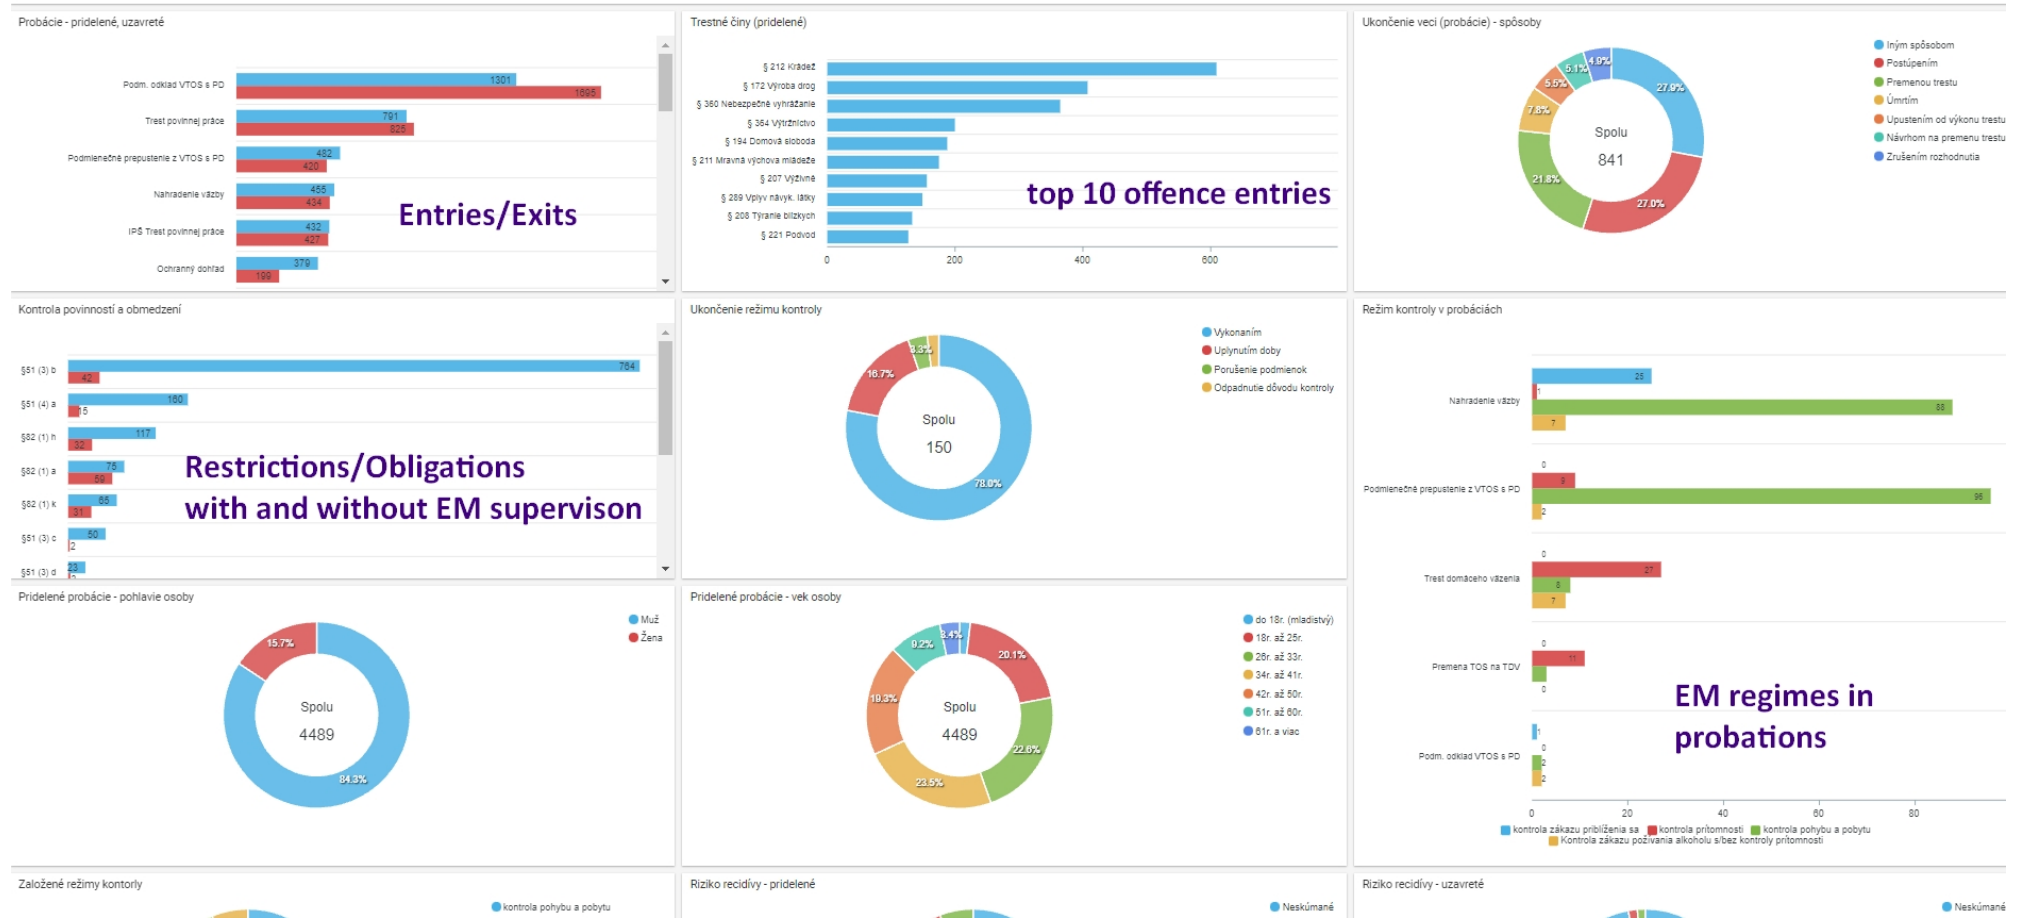 Probácie - pridelené, uzavreté
Podm. odklad VTOS s PD
1301
1695
Trest povinnej práce
791
825
Podmienečné prepustenie z VTOS s PD
482
420
Nahradenie väzby
455
434
IPŠ Trest povinnej práce
432
427
Ochranný dohľad
379
199
Entries/Exits
Trestné činy (pridelené)
§ 212 Krádež
§ 172 Výroba drog
§ 360 Nebezpečné vyhrážanie
§ 364 Výtržníctvo
§ 194 Domová sloboda
§ 211 Mravná výchova mládeže
§ 207 Výživné
§ 289 Vplyv návyk. látky
§ 208 Týranie blízkych
§ 221 Podvod
0 200 400 600
top 10 offence entries
Ukončenie veci (probácie) - spôsoby
27.9%
27.0%
21.8%
7.8%
5.5%
5.1%
4.9%
Spolu
841
Iným spôsobom
Postúpením
Premenou trestu
Úmrtím
Upustením od výkonu trestu
Návrhom na premenu trestu
Zrušením rozhodnutia
Kontrola povinností a obmedzení
§51 (3) b
764
42
§51 (4) a
160
15
§82 (1) h
117
32
§82 (1) a
75
59
§82 (1) k
65
31
§51 (3) c
50
2
§51 (3) d
23
Restrictions/Obligations
with and without EM supervison
Ukončenie režimu kontroly
3.3%
16.7%
78.0%
Spolu
150
Vykonaním
Uplynutím doby
Porušenie podmienok
Odpadnutie dôvodu kontroly
Režim kontroly v probáciách
Nahradenie väzby
25
1
88
7
Podmienečné prepustenie z VTOS s PD
0
9
96
2
Trest domáceho väzenia
0
27
8
7
Premena TOS na TDV
0
11
0
Podm. odklad VTOS s PD
1
0
2
2
0 20 40 60 80
kontrola zákazu priblíženia sa kontrola prítomnosti kontrola pohybu a pobytu
Kontrola zákazu požívania alkoholu s/bez kontroly prítomnosti
EM regimes in
probations
Pridelené probácie - pohlavie osoby
15.7%
84.3%
Spolu
4489
Muž
Žena
Pridelené probácie - vek osoby
3.4%
9.2%
20.1%
19.3%
22.6%
23.5%
Spolu
4489
do 18r. (mladistvý)
18r. až 25r.
26r. až 33r.
34r. až 41r.
42r. až 50r.
51r. až 60r.
61r. a viac
Založené režimy kontorly
kontrola pohybu a pobytu
Riziko recidívy - pridelené
Neskúmané
Riziko recidívy - uzavreté
Neskúmané